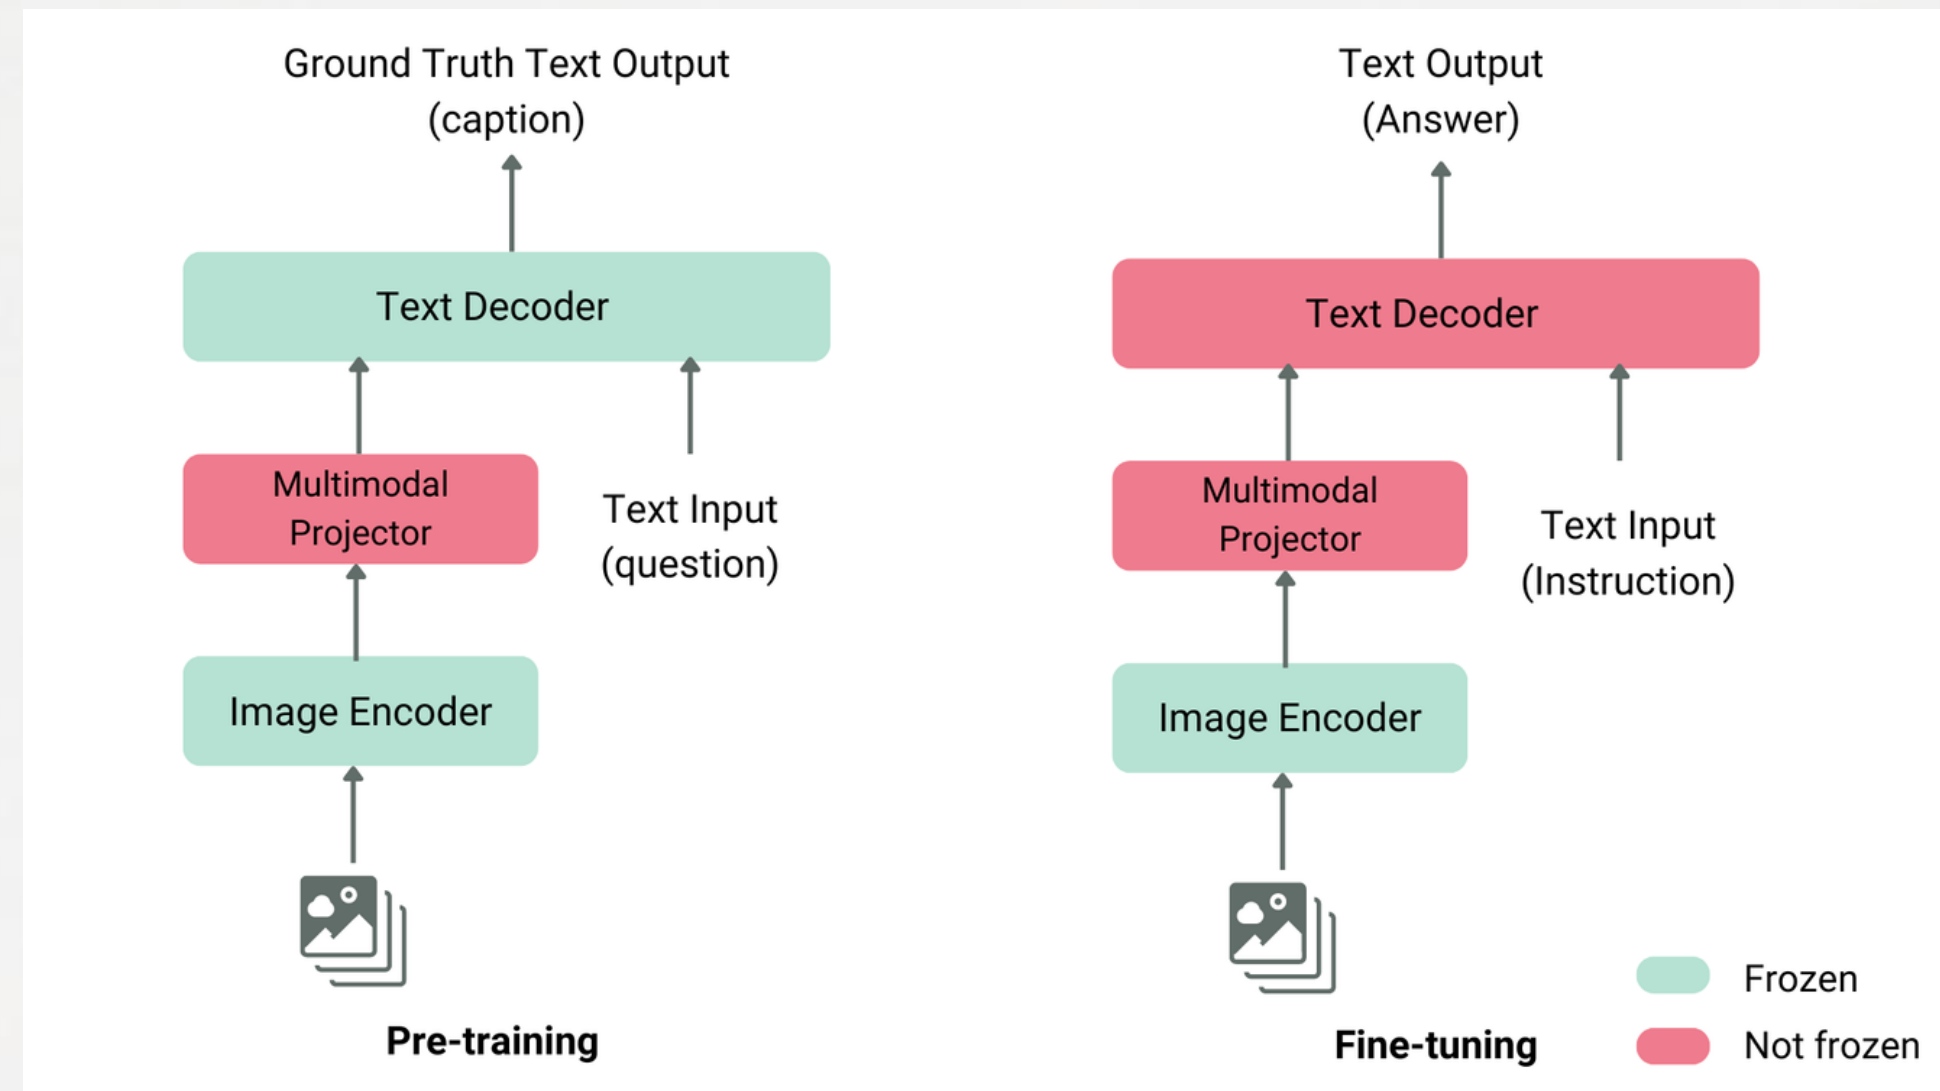 Ground Truth Text Output
(caption)
Text Decoder
Multimodal
Projector
Text Input
(question)
Image Encoder
Pre-training
Text Output
(Answer)
Text Decoder
Multimodal
Projector
Text Input
(Instruction)
Image Encoder
Fine-tuning
Frozen
Not frozen